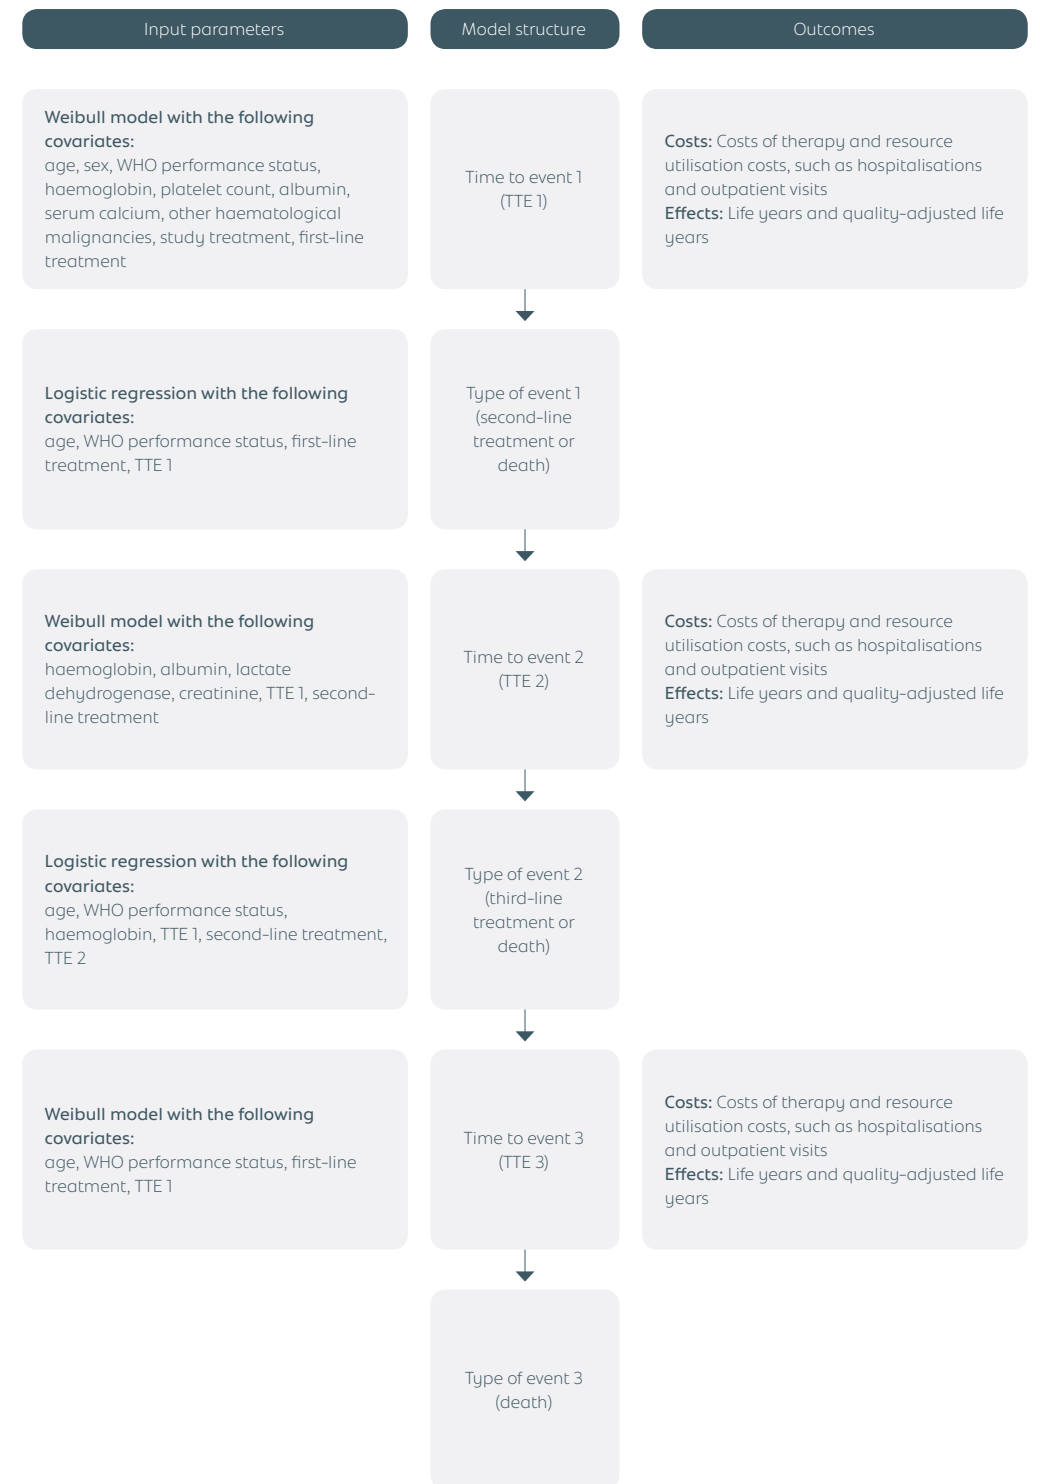 Input parameters
Model structure
Outcomes
Weibull model with the following
covariates:
age, sex, WHO performance status,
haemoglobin, platelet count, albumin,
serum calcium, other haematological
malignancies, study treatment, first-line
treatment
Time to event 1
(TTE 1)
Costs: Costs of therapy and resource
utilisation costs, such as hospitalisations
and outpatient visits
Effects: Life years and quality-adjusted life
years
Logistic regression with the following
covariates:
age, WHO performance status, first-line
treatment, TTE 1
Type of event 1
(second-line
treatment or
death)
Weibull model with the following
covariates:
haemoglobin, albumin, lactate
dehydrogenase, creatinine, TTE 1, second-
line treatment
Time to event 2
(TTE 2)
Costs: Costs of therapy and resource
utilisation costs, such as hospitalisations
and outpatient visits
Effects: Life years and quality-adjusted life
years
Logistic regression with the following
covariates:
age, WHO performance status,
haemoglobin, TTE 1, second-line treatment,
TTE 2
Type of event 2
(third-line
treatment or
death)
Weibull model with the following
covariates:
age, WHO performance status, first-line
treatment, TTE 1
Time to event 3
(TTE 3)
Costs: Costs of therapy and resource
utilisation costs, such as hospitalisations
and outpatient visits
Effects: Life years and quality-adjusted life
years
Type of event 3
(death)